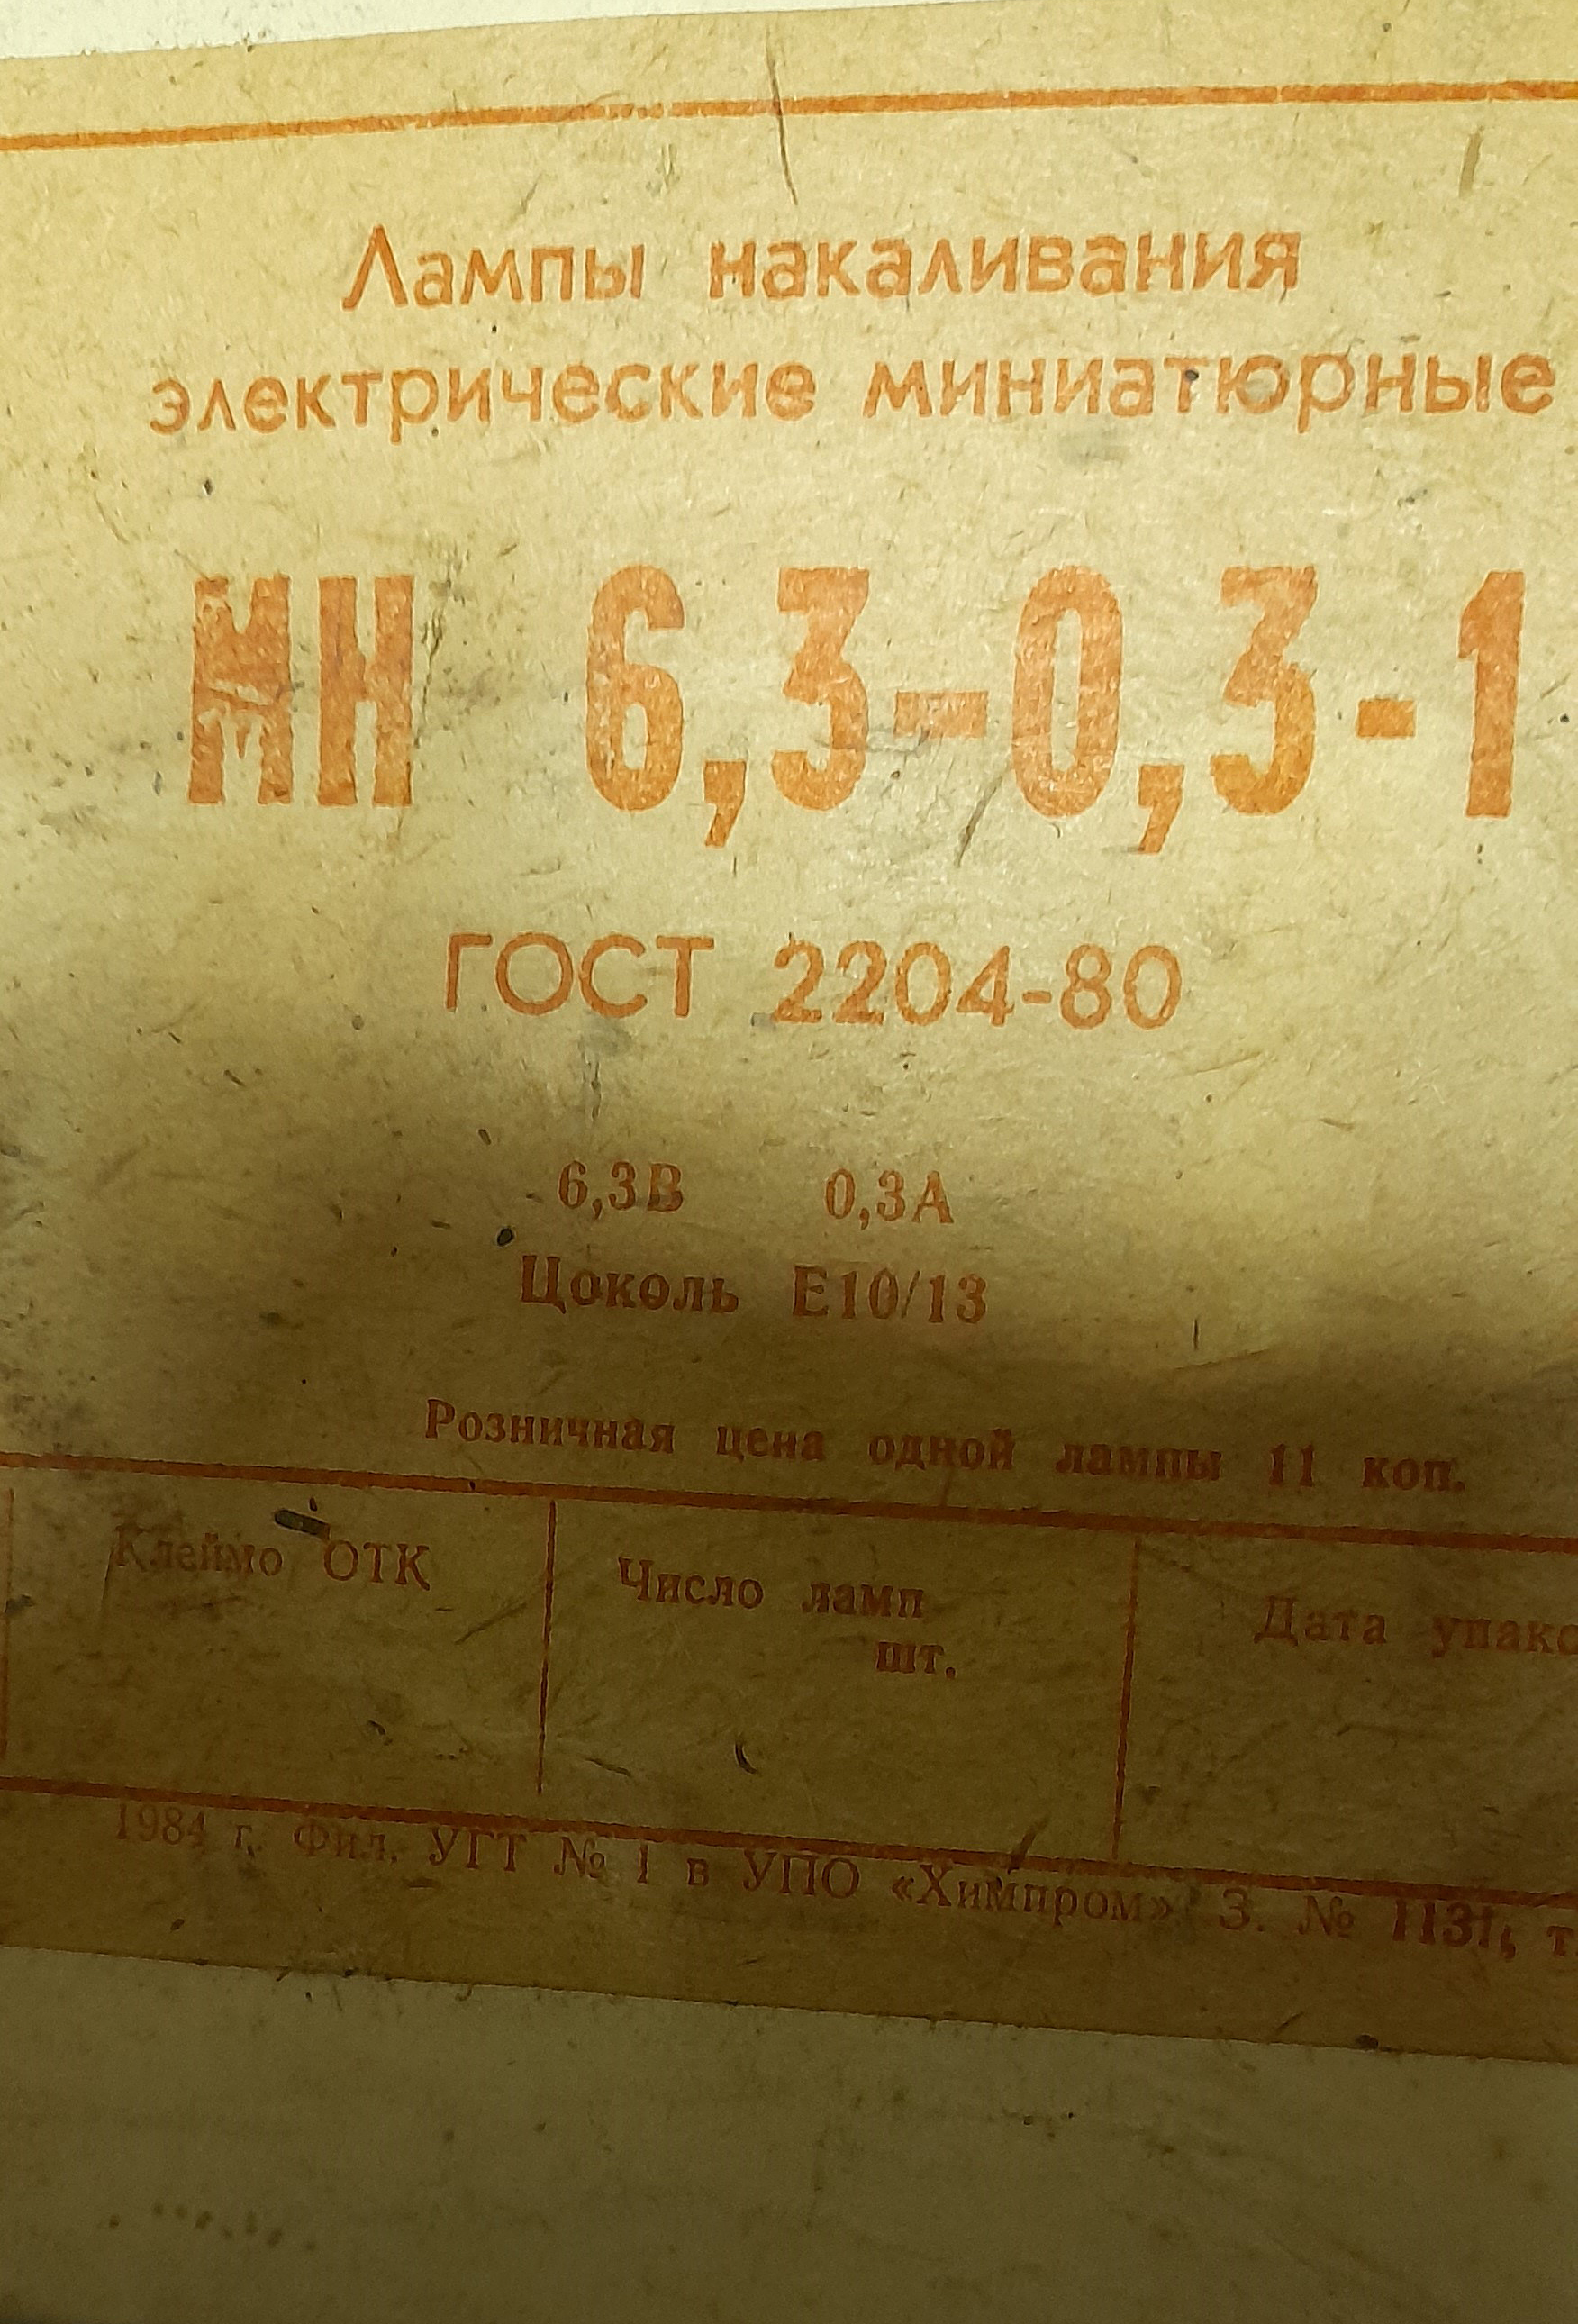 Лампы накаливания
электрические миниатюрные
МН 6,3-0,3-1
ГОСТ 2204-80
6,3В 0,3А
Цоколь Е10/13
Розничная цена одной лампы 11 коп.
Клеймо ОТК
Число ламп
шт.
Дата упако
1984 г. Фил. УГТ № 1 в УПО «Химпром» З. № 1131, т